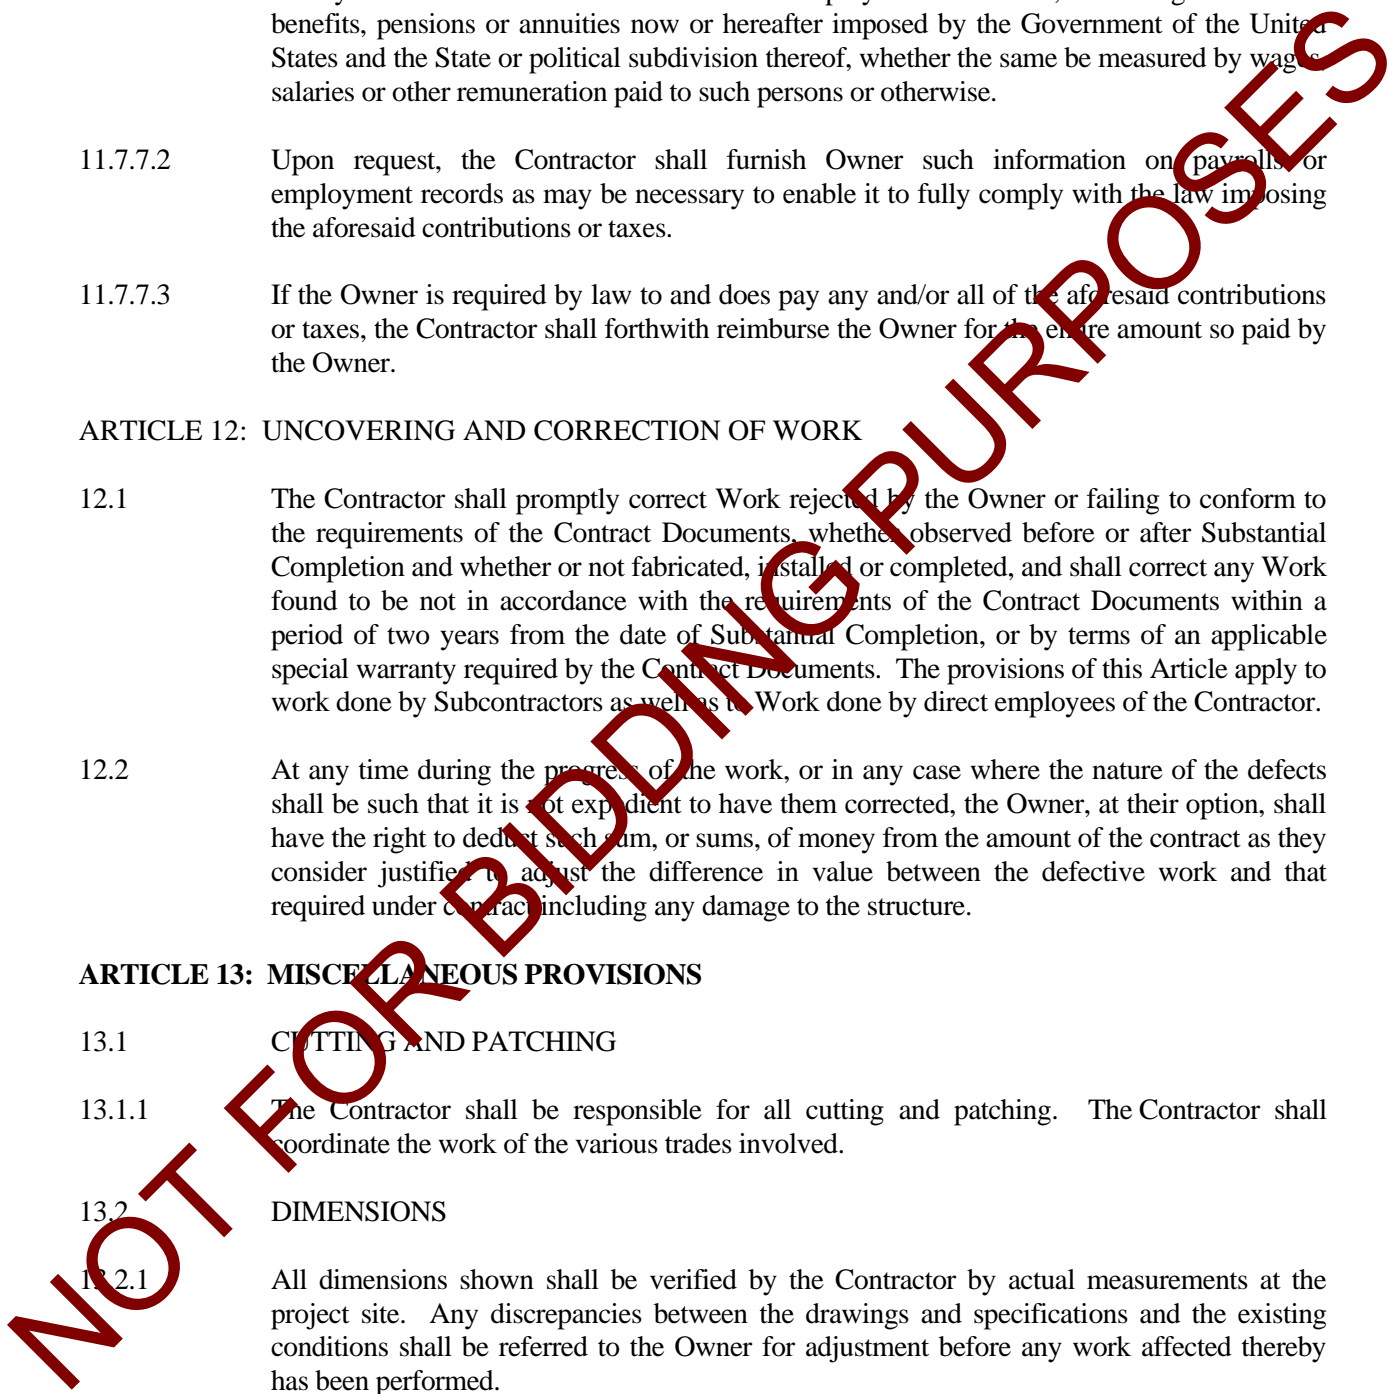 benefits, pensions or annuities now or hereafter imposed by the Government of the United
States and the State or political subdivision thereof, whether the same be measured by wages,
salaries or other remuneration paid to such persons or otherwise.
11.7.7.2 Upon request, the Contractor shall furnish Owner such information on payrolls or
employment records as may be necessary to enable it to fully comply with the law imposing
the aforesaid contributions or taxes.
11.7.7.3 If the Owner is required by law to and does pay any and/or all of the aforesaid contributions
or taxes, the Contractor shall forthwith reimburse the Owner for the entire amount so paid by
the Owner.
ARTICLE 12: UNCOVERING AND CORRECTION OF WORK
12.1 The Contractor shall promptly correct Work rejected by the Owner or failing to conform to
the requirements of the Contract Documents, whether observed before or after Substantial
Completion and whether or not fabricated, installed or completed, and shall correct any Work
found to be not in accordance with the requirements of the Contract Documents within a
period of two years from the date of Substantial Completion, or by terms of an applicable
special warranty required by the Contract Documents. The provisions of this Article apply to
work done by Subcontractors as well as to Work done by direct employees of the Contractor.
12.2 At any time during the progress of the work, or in any case where the nature of the defects
shall be such that it is not expedient to have them corrected, the Owner, at their option, shall
have the right to deduct such sum, or sums, of money from the amount of the contract as they
consider justified to adjust the difference in value between the defective work and that
required under contract including any damage to the structure.
ARTICLE 13: MISCELLANEOUS PROVISIONS
13.1 CUTTING AND PATCHING
13.1.1 The Contractor shall be responsible for all cutting and patching. The Contractor shall
coordinate the work of the various trades involved.
13.2 DIMENSIONS
13.2.1 All dimensions shown shall be verified by the Contractor by actual measurements at the
project site. Any discrepancies between the drawings and specifications and the existing
conditions shall be referred to the Owner for adjustment before any work affected thereby
has been performed.
NOT FOR BIDDING PURPOSES